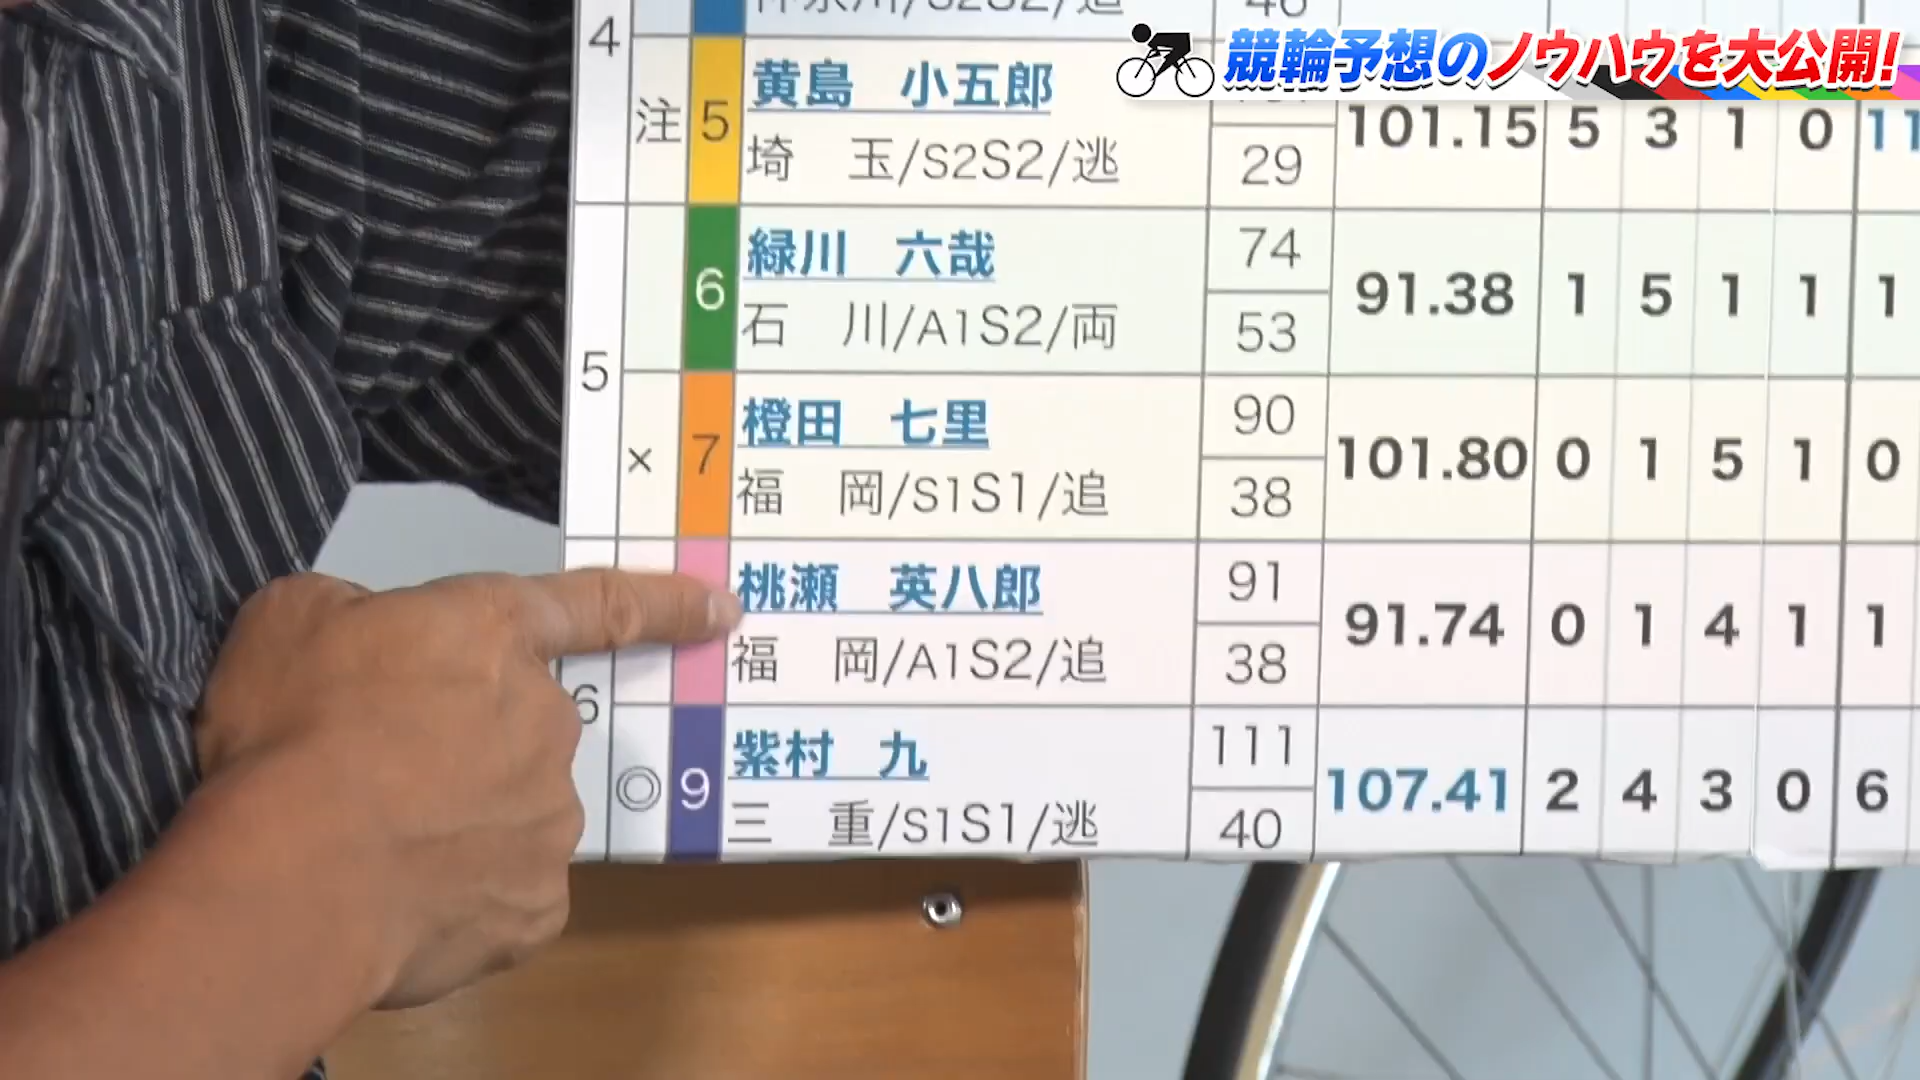 競輪予想のノウハウを大公開!
4
注 5 黄島 小五郎
埼 玉/S2S2/逃 29 101.15 5 3 1 0 11
5
6 緑川 六哉 74
石 川/A1S2/両 53 91.38 1 5 1 1 1
× 7 橙田 七里 90
福 岡/S1S1/追 38 101.80 0 1 5 1 0
6
桃瀬 英八郎 91
福 岡/A1S2/追 38 91.74 0 1 4 1 1
◎ 9 紫村 九 111
三 重/S1S1/逃 40 107.41 2 4 3 0 6